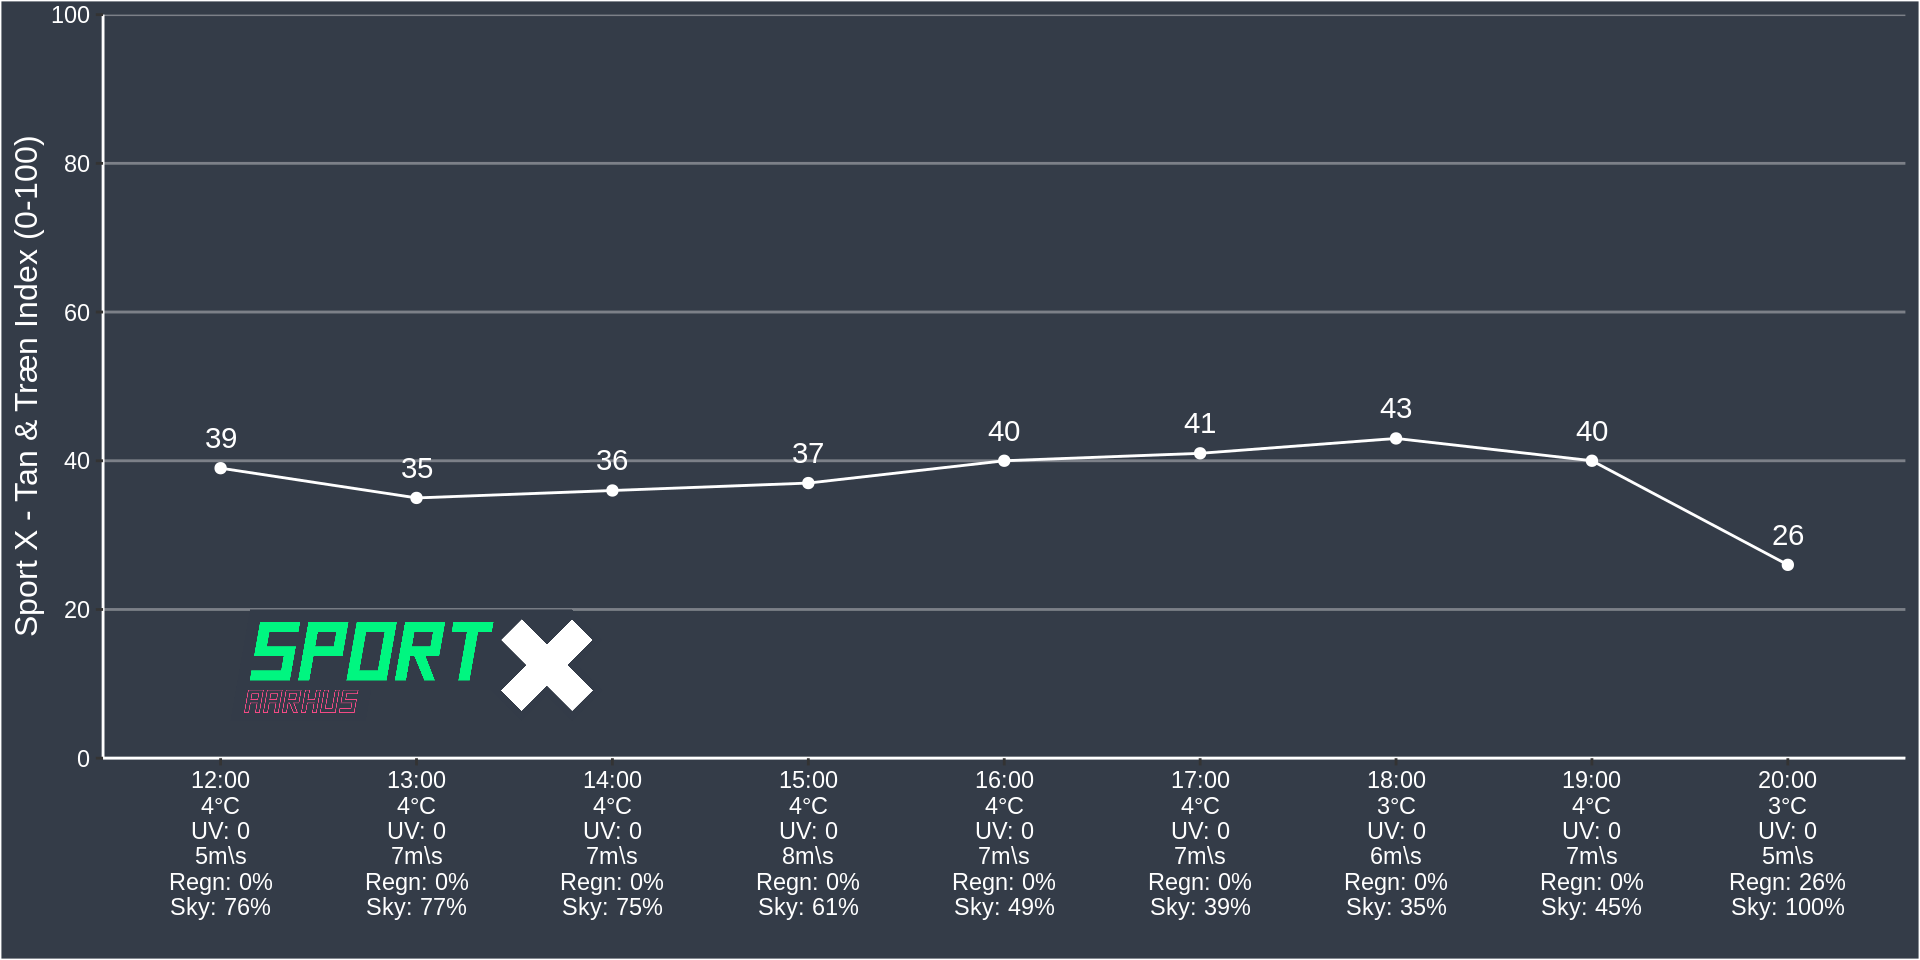 Sport X - Tan & Træn Index (0-100)
100
80
60
40
20
0
39
35
36
37
40
41
43
40
26
SPORT X
AARHUS
12:00 13:00 14:00 15:00 16:00 17:00 18:00 19:00 20:00
4°C 4°C 4°C 4°C 4°C 4°C 3°C 4°C 3°C
UV: 0 UV: 0 UV: 0 UV: 0 UV: 0 UV: 0 UV: 0 UV: 0 UV: 0
5m\s 7m\s 7m\s 8m\s 7m\s 7m\s 6m\s 7m\s 5m\s
Regn: 0% Regn: 0% Regn: 0% Regn: 0% Regn: 0% Regn: 0% Regn: 0% Regn: 0% Regn: 26%
Sky: 76% Sky: 77% Sky: 75% Sky: 61% Sky: 49% Sky: 39% Sky: 35% Sky: 45% Sky: 100%